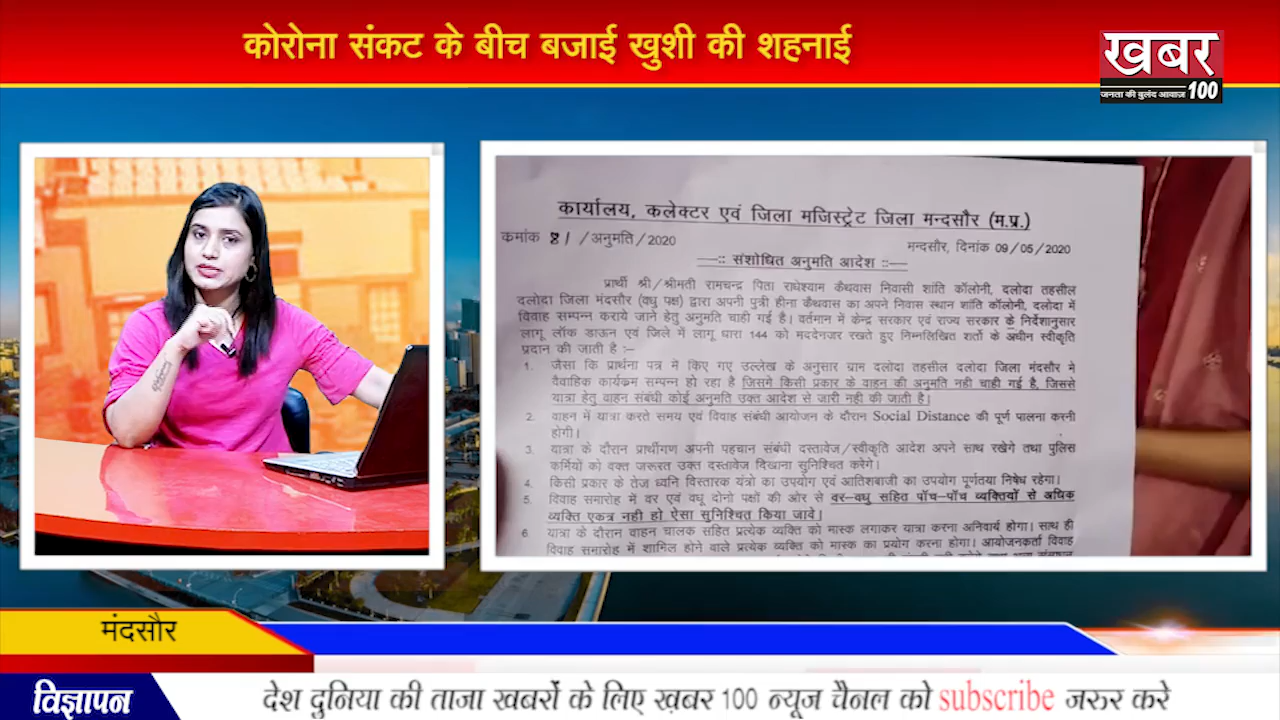 कोरोना संकट के बीच बजाई खुशी की शहनाई
खबर
जनता की बुलंद आवाज़ 100
कार्यालय, कलेक्टर एवं जिला मजिस्ट्रेट जिला मन्दसौर (म.प्र.)
कमांक 81 /अनुमति/2020
मन्दसौर, दिनांक 09/05/2020
—:: संशोधित अनुमति आदेश ::—
प्रार्थी श्री/श्रीमती रामचन्द्र पिता राधेश्याम कैथवास निवासी शांति कॉलोनी, दलोदा तहसील
दलोदा जिला मंदसौर (वधु पक्ष) द्वारा अपनी पुत्री हीना कैथवास का अपने निवास स्थान शांति कॉलोनी, दलोदा में
विवाह सम्पन्न कराये जाने हेतु अनुमति चाही गई है। वर्तमान में केन्द्र सरकार एवं राज्य सरकार के निर्देशानुसार
लागू लॉक डाऊन एवं जिले में लागू धारा 144 को मददेनजर रखते हुए निम्नलिखित शर्तो के अधीन स्वीकृति
प्रदान की जाती है :–
1. जैसा कि प्रार्थना पत्र में किए गए उल्लेख के अनुसार ग्राम दलोदा तहसील दलोदा जिला मंदसौर मे
वैवाहिक कार्यक्रम सम्पन्न हो रहा है जिसमे किसी प्रकार के वाहन की अनुमति नही चाही गई है, जिससे
यात्रा हेतु वाहन संबंधी कोई अनुमति उक्त आदेश से जारी नही की जाती है।
2. वाहन में यात्रा करते समय एवं विवाह संबंधी आयोजन के दौरान Social Distance की पूर्ण पालना करनी
होगी।
3. यात्रा के दौरान प्रार्थीगण अपनी पहचान संबंधी दस्तावेज/स्वीकृति आदेश अपने साथ रखेगे तथा पुलिस
कर्मियों को वक्त जरूरत उक्त दस्तावेज दिखाना सुनिश्चित करेगे।
4. किसी प्रकार के तेज ध्वनि विस्तारक यंत्रो का उपयोग एवं आतिशबाजी का उपयोग पूर्णतया निषेध रहेगा।
5. विवाह समारोह में वर एवं वधू दोनो पक्षों की ओर से वर–वधु सहित पॉच–पॉच व्यक्तियों से अधिक
व्यक्ति एकत्र नही हो ऐसा सुनिश्चित किया जावे।
6. यात्रा के दौरान वाहन चालक सहित प्रत्येक व्यक्ति को मास्क लगाकर यात्रा करना अनिवार्य होगा। साथ ही
विवाह समारोह में शामिल होने वाले प्रत्येक व्यक्ति को मास्क का प्रयोग करना होगा। आयोजनकर्ता विवाह
मंदसौर
विज्ञापन
देश दुनिया की ताजा खबरों के लिए ख़बर 100 न्यूज चैनल को subscribe जरुर करे